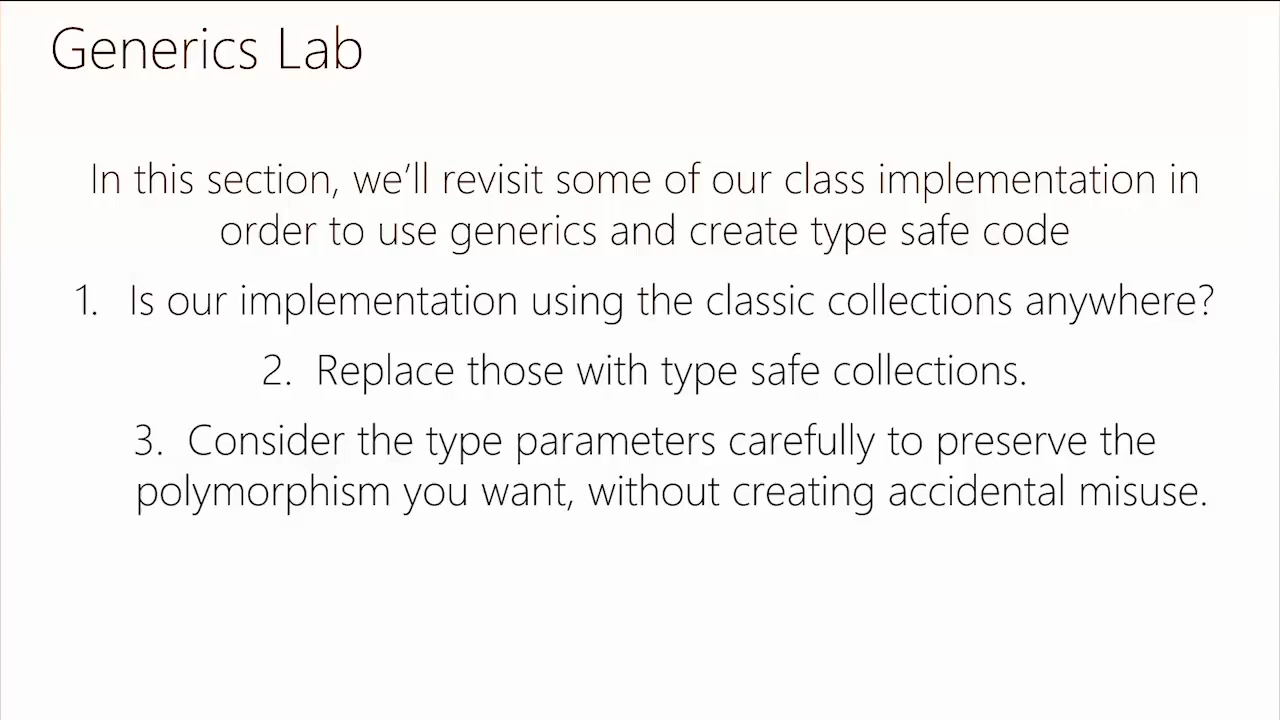 Generics Lab
In this section, we’ll revisit some of our class implementation in
order to use generics and create type safe code
1. Is our implementation using the classic collections anywhere?
2. Replace those with type safe collections.
3. Consider the type parameters carefully to preserve the
polymorphism you want, without creating accidental misuse.